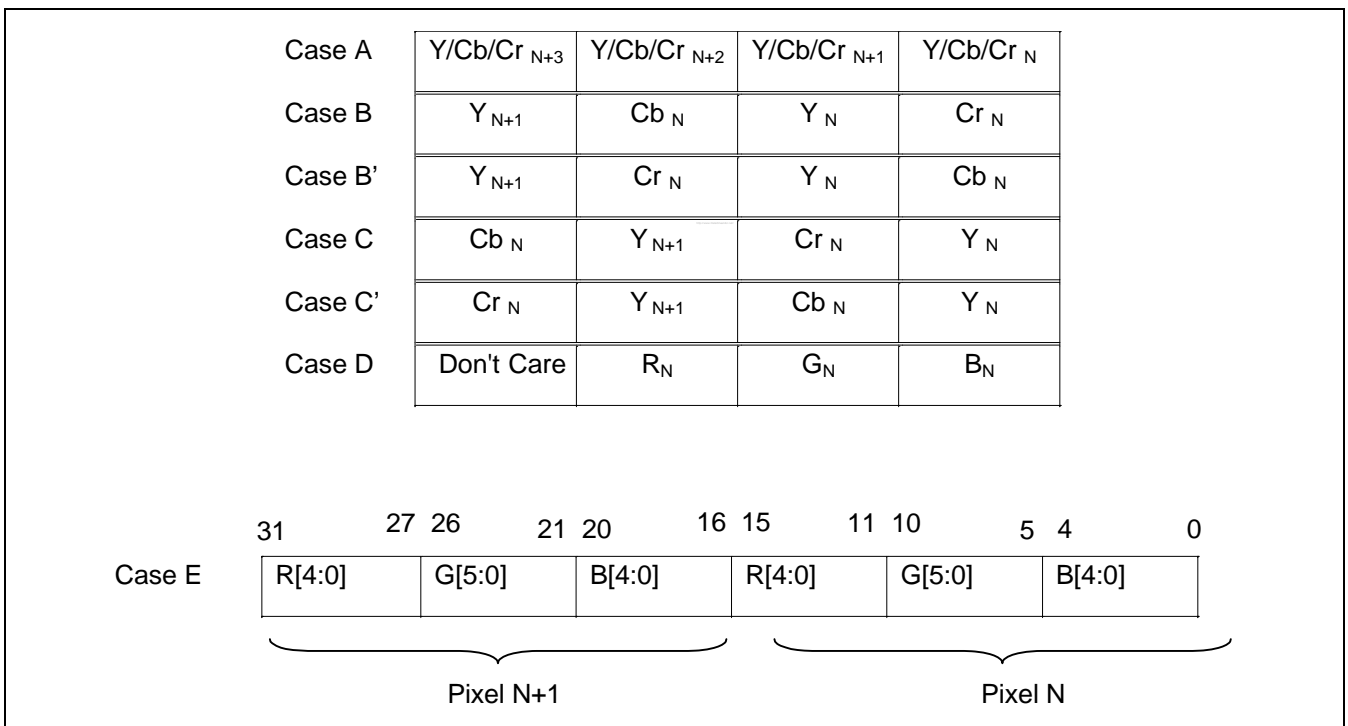 Case A Y/Cb/Cr N+3 Y/Cb/Cr N+2 Y/Cb/Cr N+1 Y/Cb/Cr N
Case B Y N+1 Cb N Y N Cr N
Case B’ Y N+1 Cr N Y N Cb N
Case C Cb N Y N+1 Cr N Y N
Case C’ Cr N Y N+1 Cb N Y N
Case D Don't Care RN GN BN
31 27 26 21 20 16 15 11 10 5 4 0
Case E R[4:0] G[5:0] B[4:0] R[4:0] G[5:0] B[4:0]
Pixel N+1 Pixel N